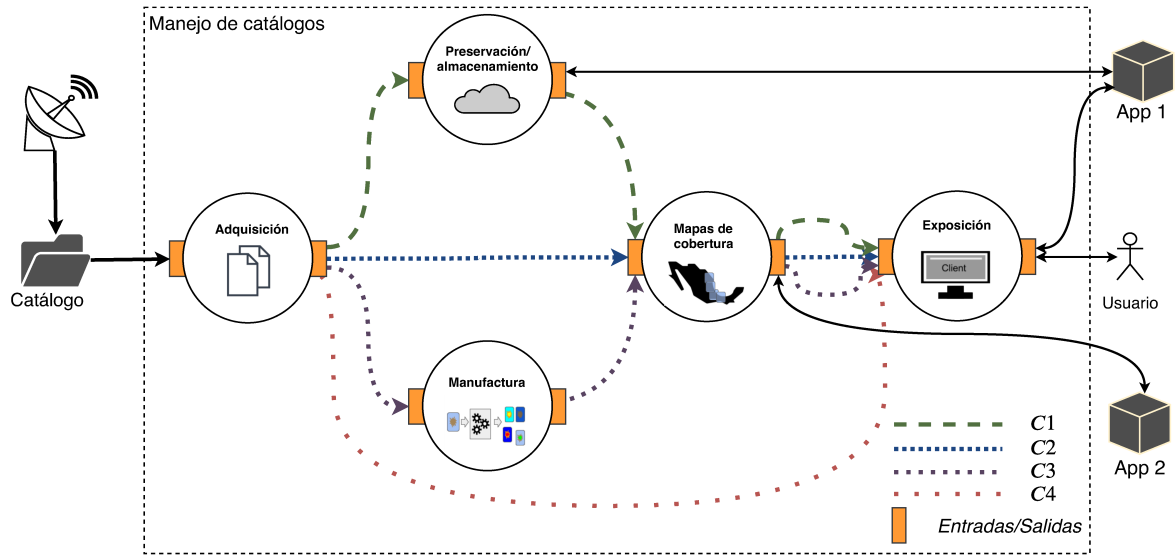 Manejo de catálogos
Preservación/
almacenamiento
App 1
Adquisición
Mapas de
cobertura
Exposición
Client
Catálogo
Usuario
Manufactura
C1
C2
C3
C4
App 2
Entradas/Salidas